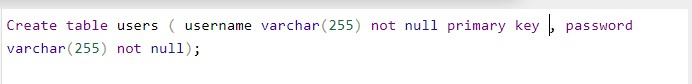 Create table users ( username varchar(255) not null primary key , password
varchar(255) not null);